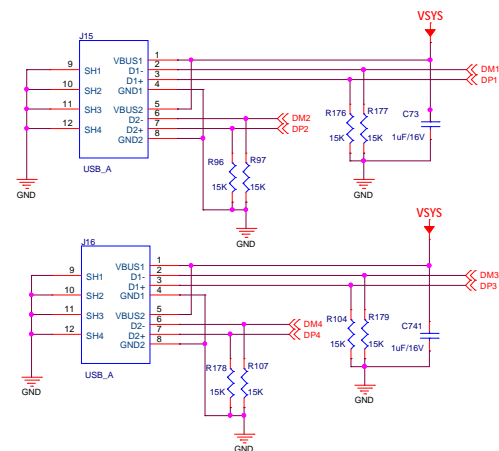 VSYS
J15
VBUS1 1
9 SH1 D1- 2 DM1
D1+ 3 DP1
10 SH2 GND1 4
11 SH3 VBUS2 5
D2- 6 DM2
12 SH4 D2+ 7 DP2
GND2 8
R176 R177 C73
15K 15K 1uF/16V
USB_A
R96 R97
15K 15K
GND
GND
GND
VSYS
J16
VBUS1 1
9 SH1 D1- 2 DM3
D1+ 3 DP3
10 SH2 GND1 4
11 SH3 VBUS2 5
D2- 6 DM4
12 SH4 D2+ 7 DP4
GND2 8
R104 R179 C741
15K 15K 1uF/16V
USB_A
R178 R107
15K 15K
GND
GND
GND